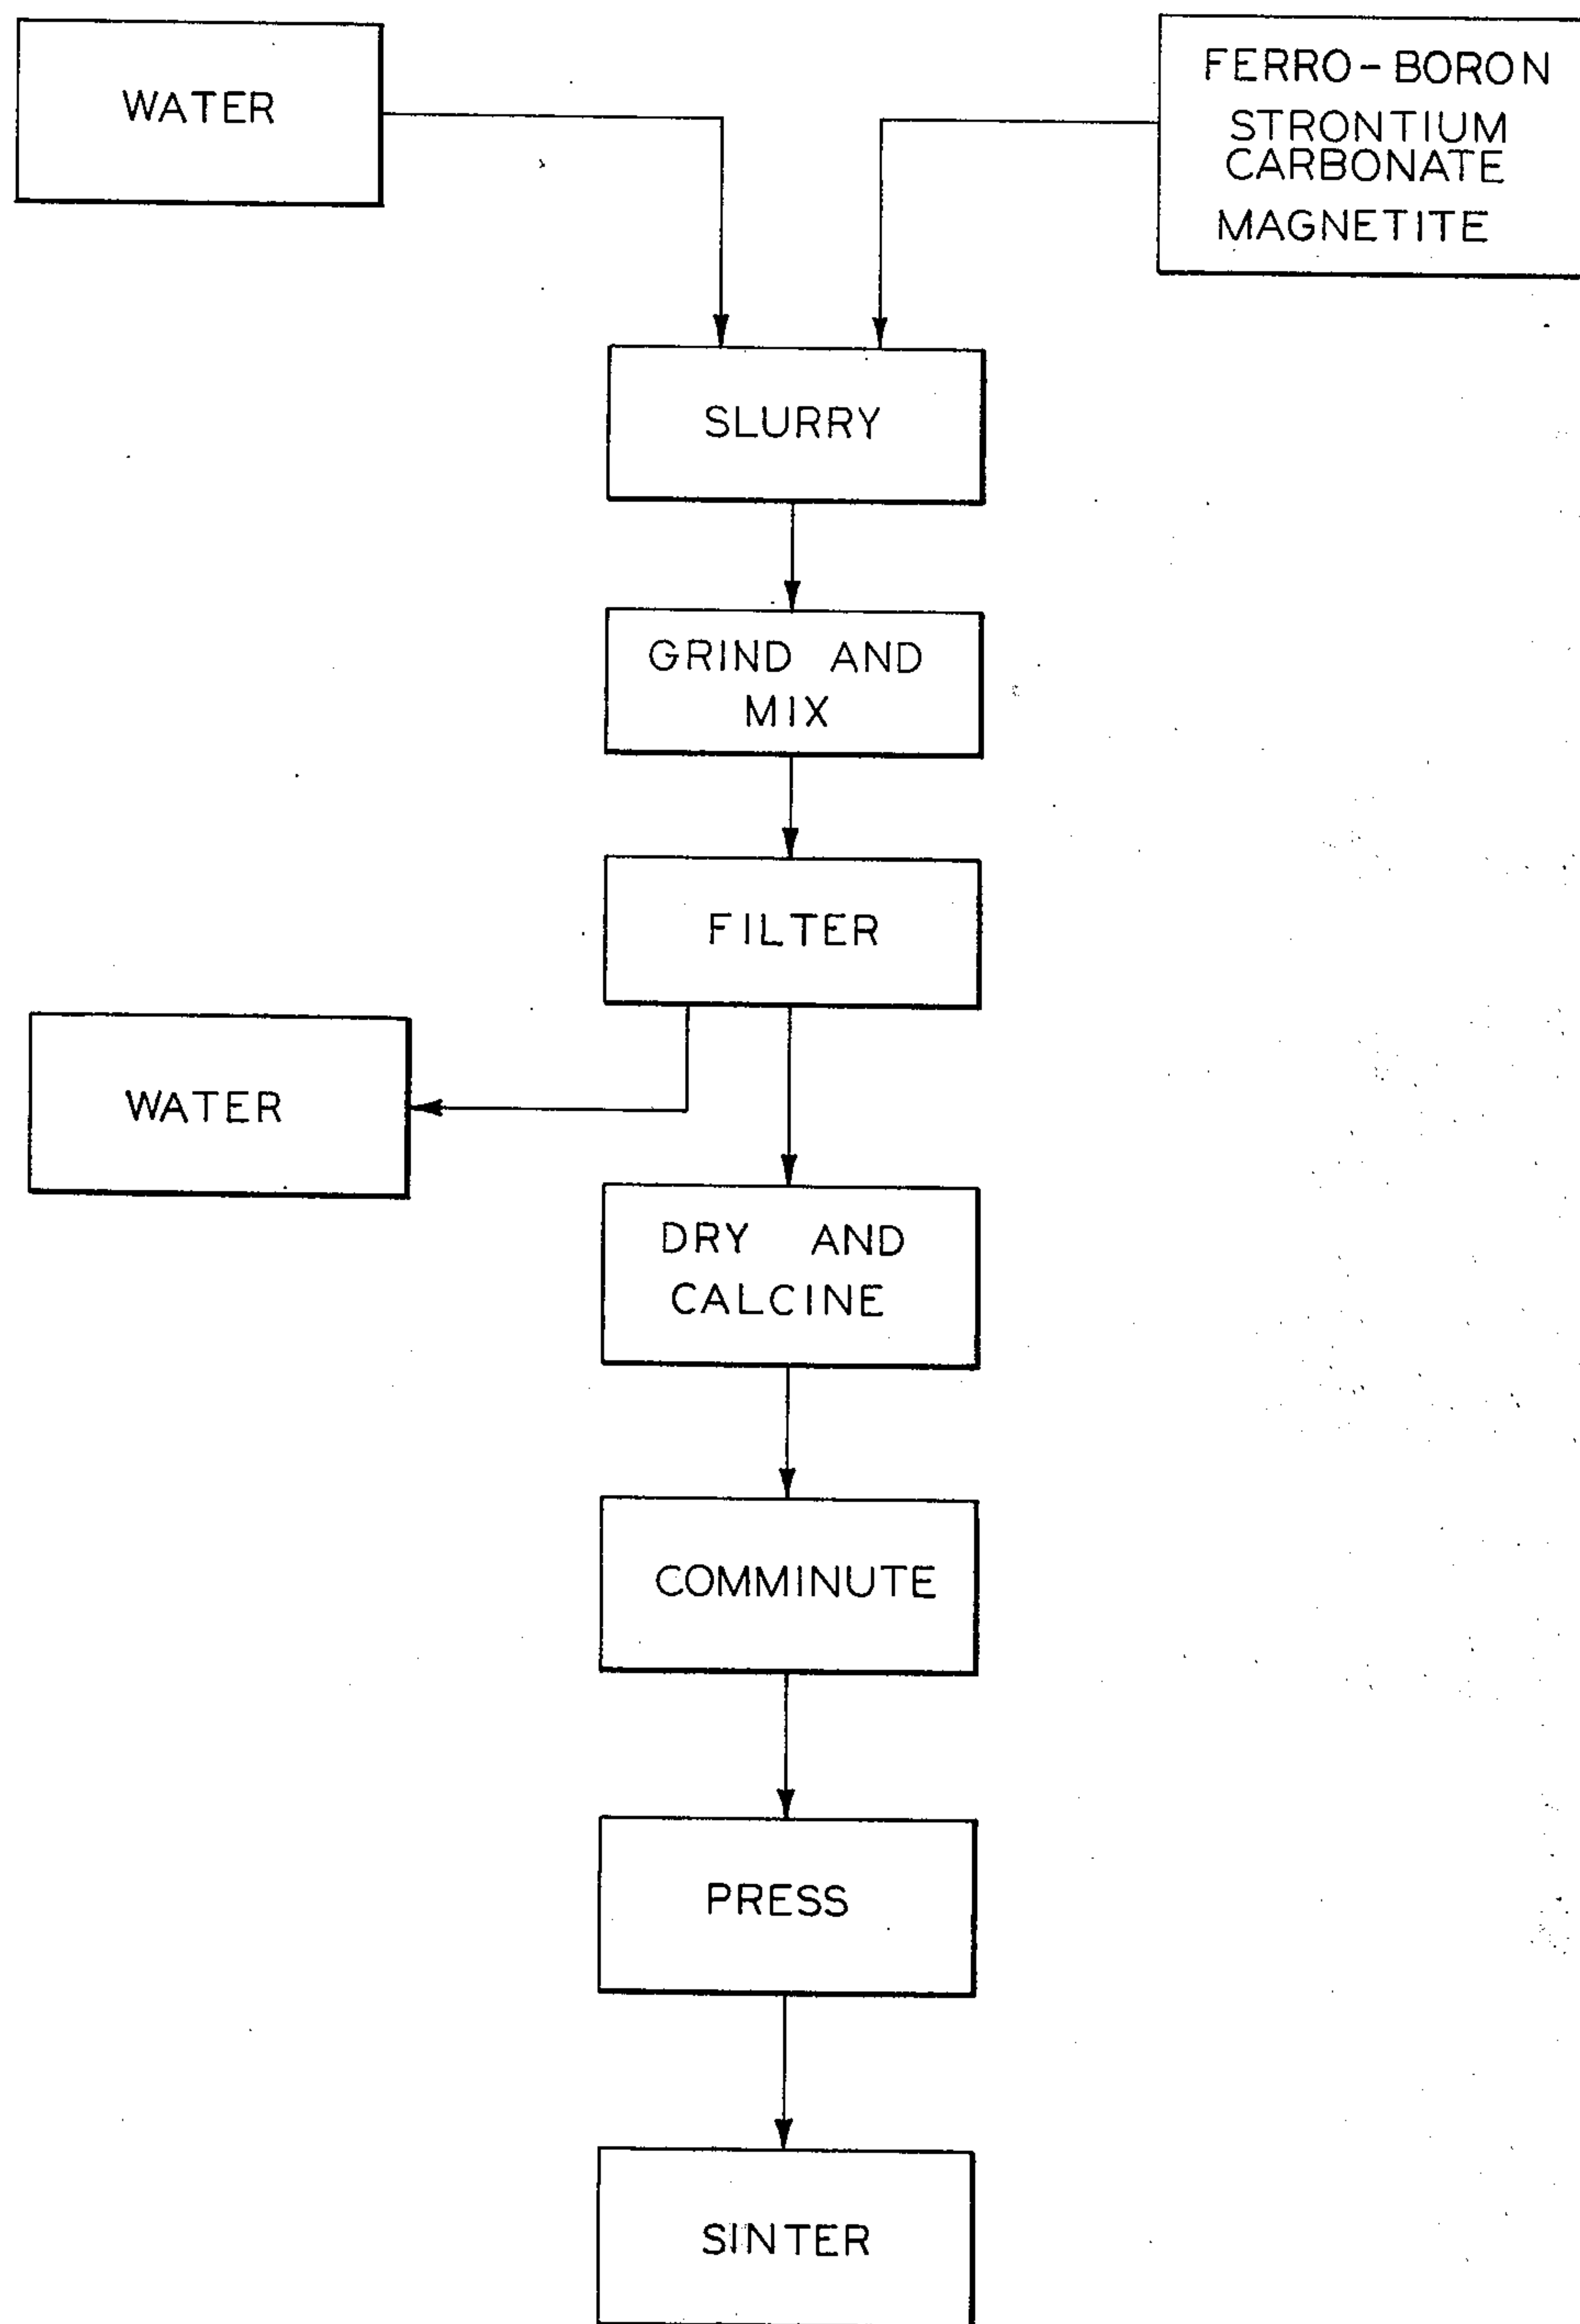 WATER
FERRO-BORON
STRONTIUM
CARBONATE
MAGNETITE
SLURRY
GRIND AND
MIX
FILTER
WATER
DRY AND
CALCINE
COMMINUTE
PRESS
SINTER